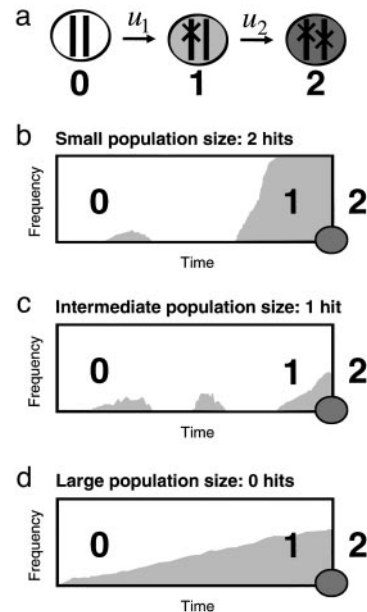 a
u₁ u₂
0 1 2
b Small population size: 2 hits
Frequency
0 1 2
Time
c Intermediate population size: 1 hit
Frequency
0 1 2
Time
d Large population size: 0 hits
Frequency
0 1 2
Time